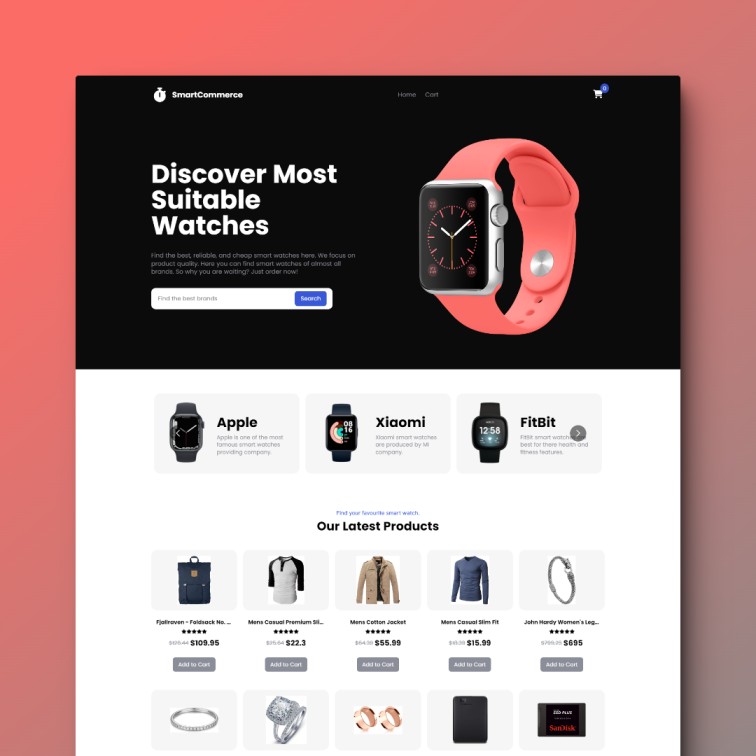 SmartCommerce
Home Cart
0
Discover Most
Suitable
Watches
Find the best, reliable, and cheap smart watches here. We focus on
product quality. Here you can find smart watches of almost all
brands. So why you are waiting? Just order now!
Find the best brands
Search
Apple
Apple is one of the most
famous smart watches
providing company.
08
16
Xiaomi
Xiaomi smart watches
are produced by MI
company.
12:58
FitBit
FitBit smart watches
best for there health and
fitness features.
Find your favourite smart watch.
Our Latest Products
Fjallraven - Foldsack No. ...
$109.95
Add to Cart
Mens Casual Premium Sli...
$22.3
Add to Cart
Mens Cotton Jacket
$55.99
Add to Cart
Mens Casual Slim Fit
$15.99
Add to Cart
John Hardy Women's Leg...
$695
Add to Cart
SSD PLUS
SanDisk